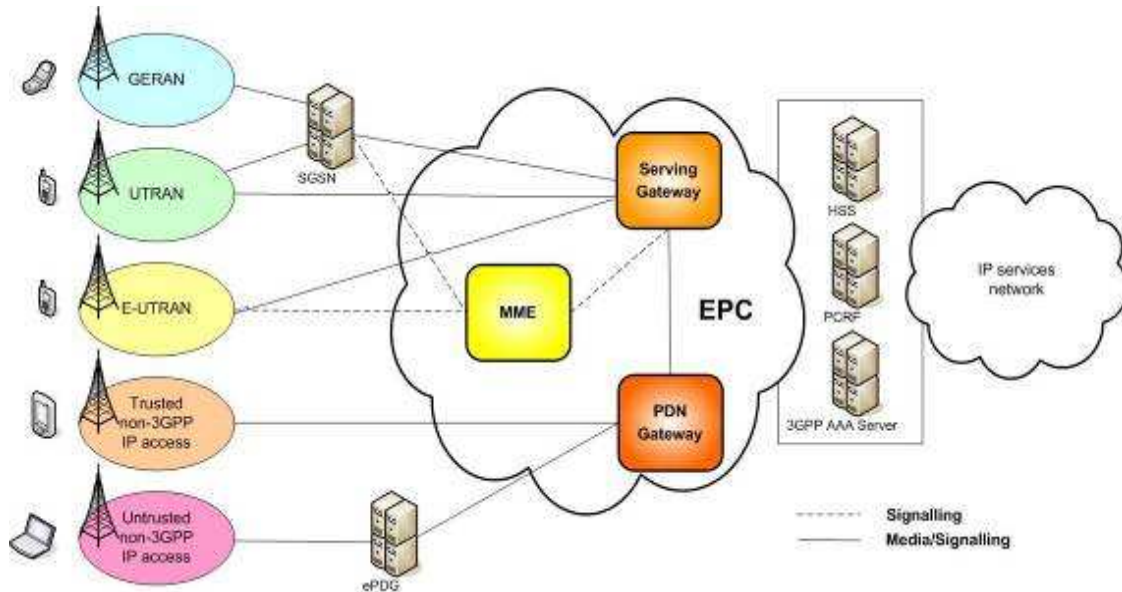 GERAN
UTRAN
E-UTRAN
Trusted
non-3GPP
IP access
Untrusted
non-3GPP
IP access
SGSN
ePDG
MME
Serving
Gateway
EPC
PDN
Gateway
HSS
PCRF
3GPP AAA Server
IP services
network
Signalling
Media/Signalling